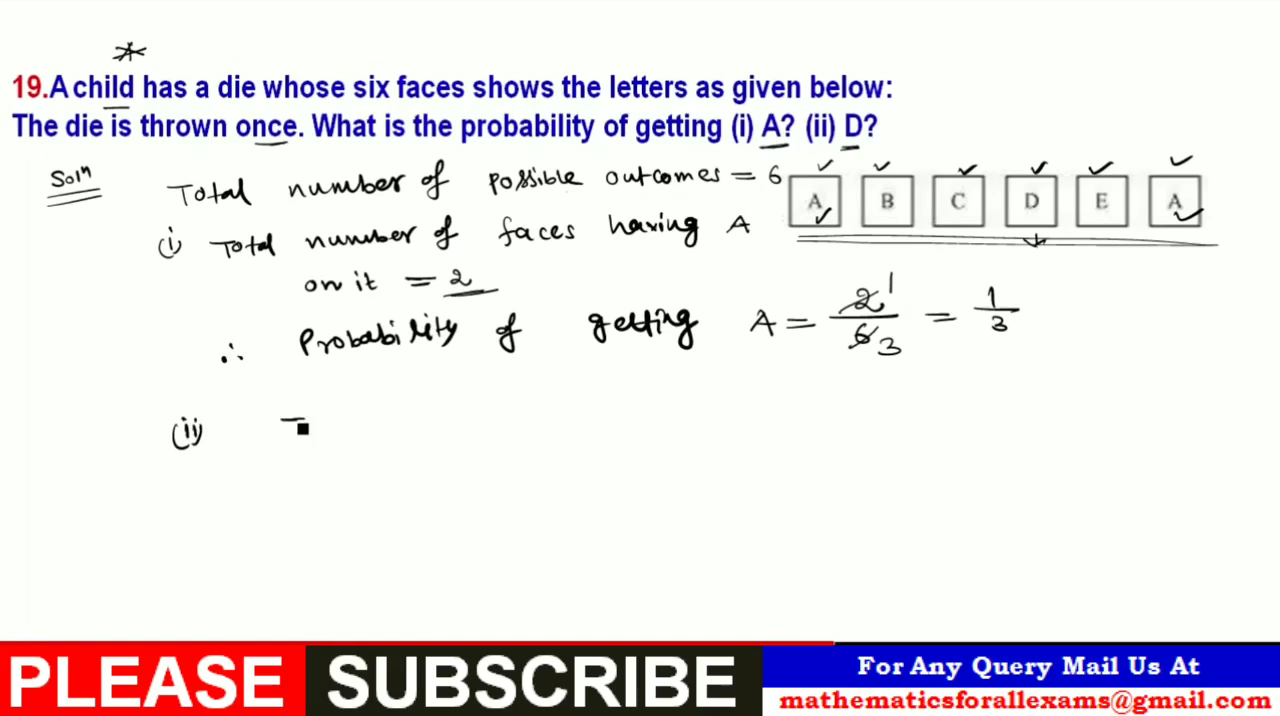 19.A child has a die whose six faces shows the letters as given below:
The die is thrown once. What is the probability of getting (i) A? (ii) D?
Solⁿ
Total number of possible outcomes = 6
A B C D E A
(i) Total number of faces having A
on it = 2
∴ Probability of getting A = 2 1 / 6 3 = 1/3
(ii)
PLEASE SUBSCRIBE
For Any Query Mail Us At
mathematicsforallexams@gmail.com